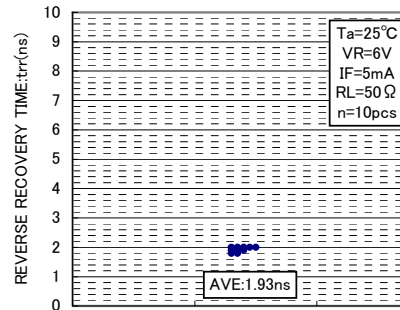 REVERSE RECOVERY TIME:trr(ns)
10
9
8
7
6
5
4
3
2
1
0
Ta=25℃
VR=6V
IF=5mA
RL=50Ω
n=10pcs
AVE:1.93ns